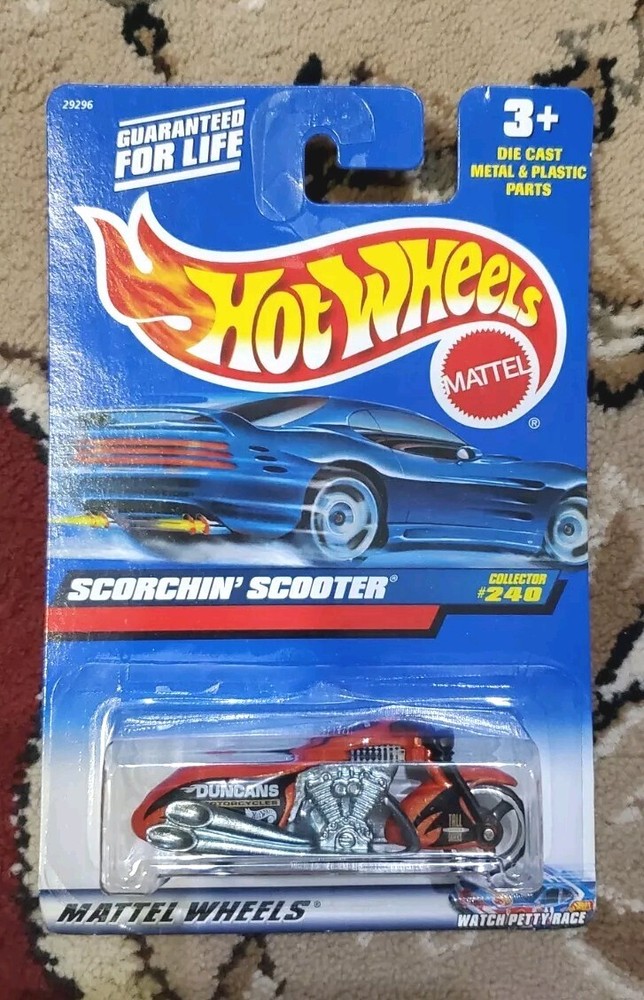 29296
GUARANTEED
FOR LIFE
3+
DIE CAST
METAL & PLASTIC
PARTS
HOT WHEELS
MATTEL
®
SCORCHIN' SCOOTER®
COLLECTOR
#240
DUNCANS
MOTORCYCLES
TALL
MATTEL WHEELS®
WATCH PETTY RACE